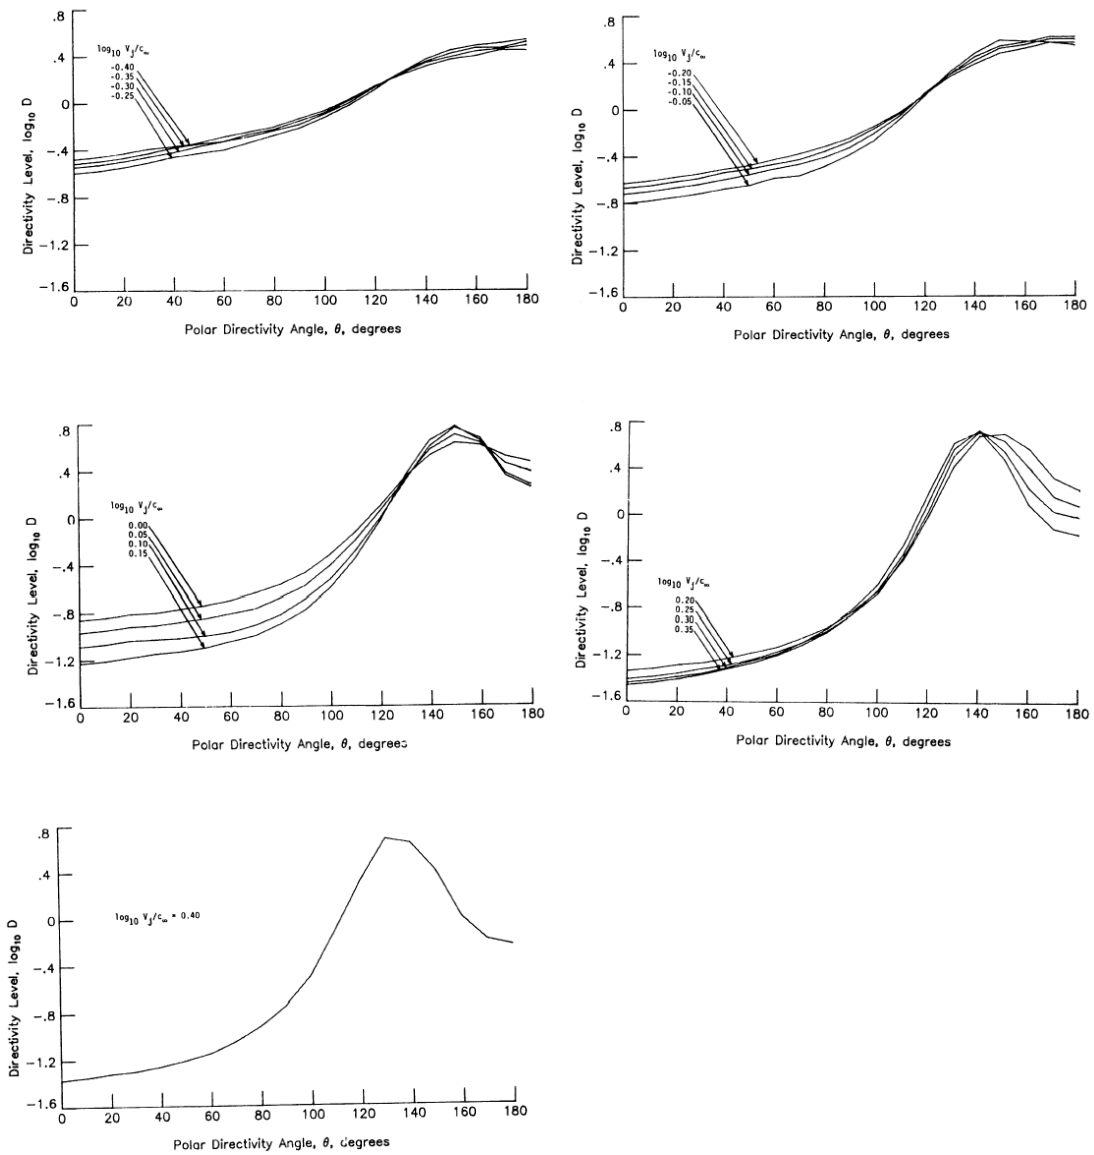 .8
.4
0
-.4
-.8
-1.2
-1.6
Directivity Level, log10 D
log10 Vj/c∞
-0.40
-0.35
-0.30
-0.25
0 20 40 60 80 100 120 140 160 180
Polar Directivity Angle, θ, degrees
.8
.4
0
-.4
-.8
-1.2
-1.6
Directivity Level, log10 D
log10 Vj/c∞
-0.20
-0.15
-0.10
-0.05
0 20 40 60 80 100 120 140 160 180
Polar Directivity Angle, θ, degrees
.8
.4
0
-.4
-.8
-1.2
-1.6
Directivity Level, log10 D
log10 Vj/c∞
0.00
0.05
0.10
0.15
0 20 40 60 80 100 120 140 160 180
Polar Directivity Angle, θ, degrees
.8
.4
0
-.4
-.8
-1.2
-1.6
Directivity Level, log10 D
log10 Vj/c∞
0.20
0.25
0.30
0.35
0 20 40 60 80 100 120 140 160 180
Polar Directivity Angle, θ, degrees
.8
.4
0
-.4
-.8
-1.2
-1.6
Directivity Level, log10 D
log10 Vj/c∞ = 0.40
0 20 40 60 80 100 120 140 160 180
Polar Directivity Angle, θ, degrees